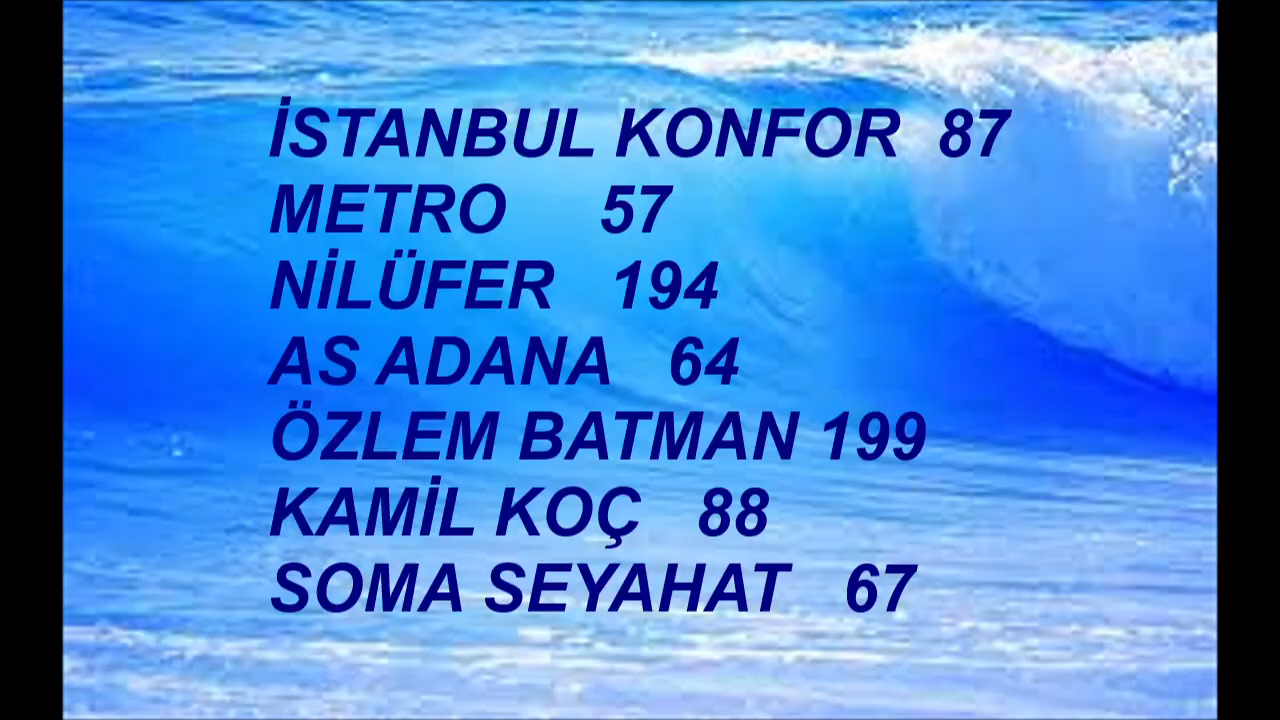 İSTANBUL KONFOR 87
METRO 57
NİLÜFER 194
AS ADANA 64
ÖZLEM BATMAN 199
KAMİL KOÇ 88
SOMA SEYAHAT 67